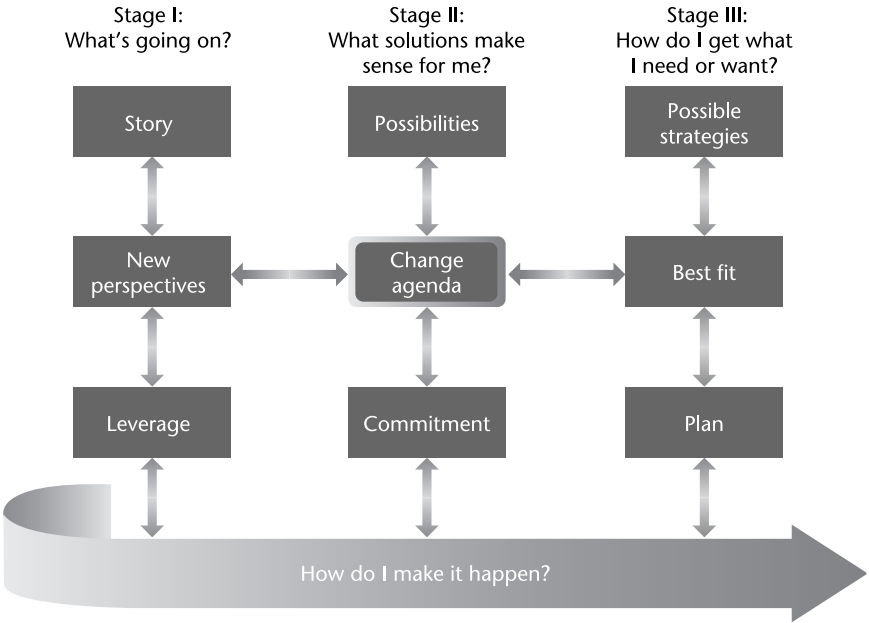 Stage I:
What's going on?
Stage II:
What solutions make
sense for me?
Stage III:
How do I get what
I need or want?
Story
Possibilities
Possible
strategies
New
perspectives
Change
agenda
Best fit
Leverage
Commitment
Plan
How do I make it happen?